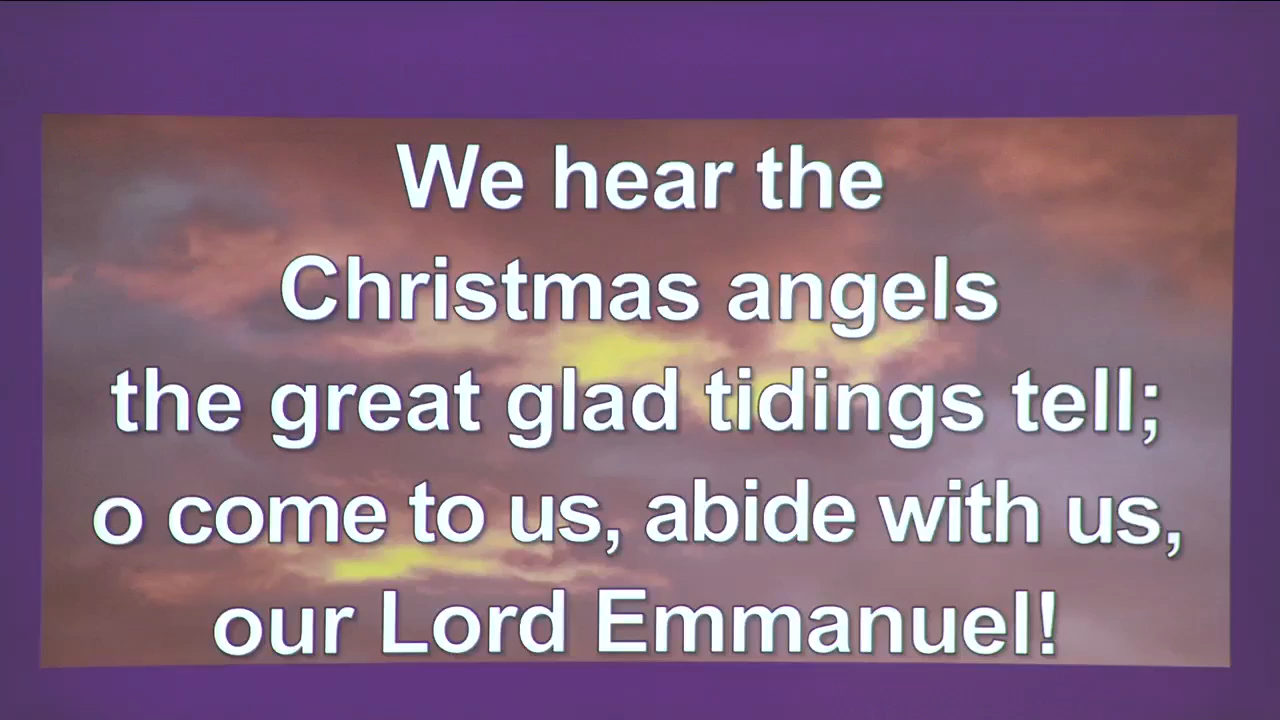 We hear the
Christmas angels
the great glad tidings tell;
o come to us, abide with us,
our Lord Emmanuel!